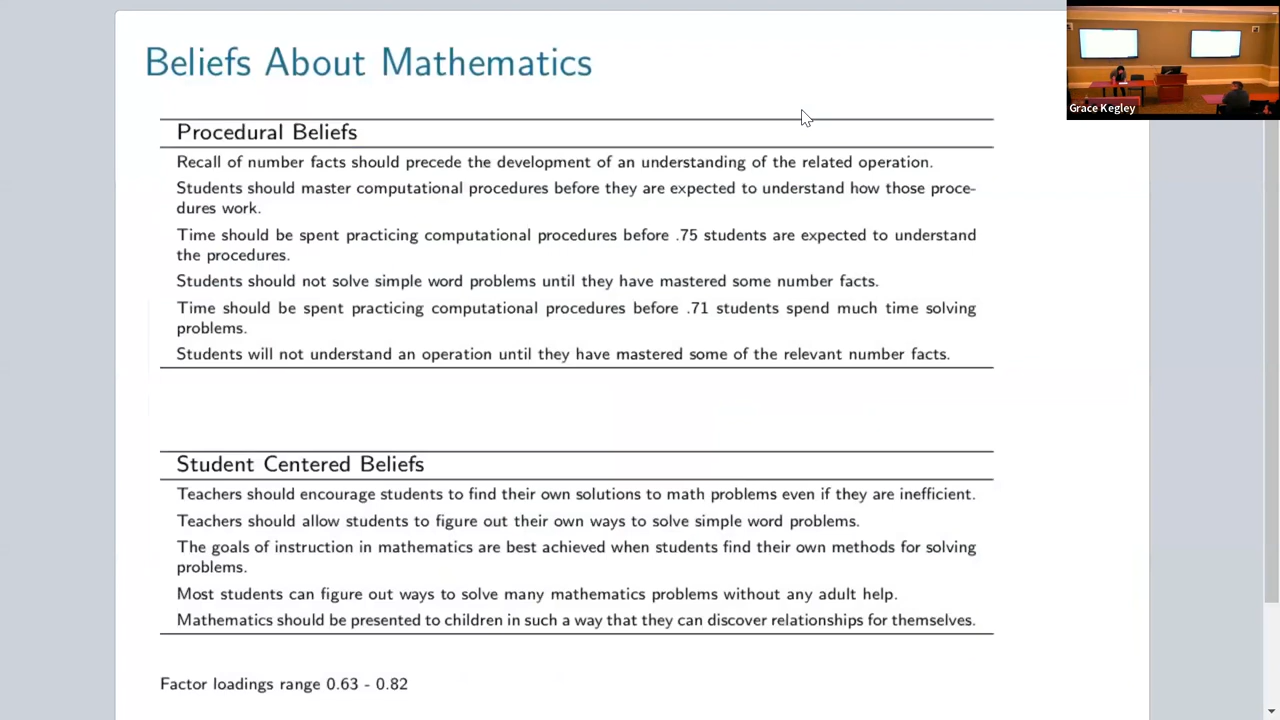 Beliefs About Mathematics
Grace Kegley
Procedural Beliefs
Recall of number facts should precede the development of an understanding of the related operation.
Students should master computational procedures before they are expected to understand how those proce-
dures work.
Time should be spent practicing computational procedures before .75 students are expected to understand
the procedures.
Students should not solve simple word problems until they have mastered some number facts.
Time should be spent practicing computational procedures before .71 students spend much time solving
problems.
Students will not understand an operation until they have mastered some of the relevant number facts.
Student Centered Beliefs
Teachers should encourage students to find their own solutions to math problems even if they are inefficient.
Teachers should allow students to figure out their own ways to solve simple word problems.
The goals of instruction in mathematics are best achieved when students find their own methods for solving
problems.
Most students can figure out ways to solve many mathematics problems without any adult help.
Mathematics should be presented to children in such a way that they can discover relationships for themselves.
Factor loadings range 0.63 - 0.82